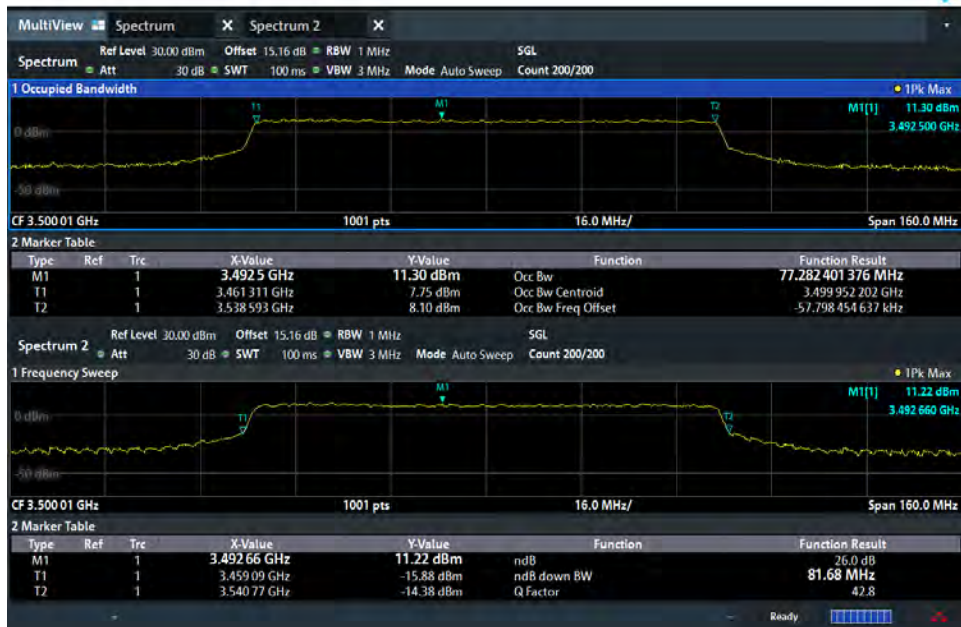 MultiView Spectrum X Spectrum 2 X
Spectrum Ref Level 30.00 dBm Offset 15.16 dB RBW 1 MHz SGL
Att 30 dB SWT 100 ms VBW 3 MHz Mode Auto Sweep Count 200/200
1 Occupied Bandwidth 1Pk Max
T1 M1 T2 M1[1] 11.30 dBm
3.492 500 GHz
0 dBm
-50 dBm
CF 3.500 01 GHz 1001 pts 16.0 MHz/ Span 160.0 MHz
2 Marker Table
Type Ref Trc X-Value Y-Value Function Function Result
M1 1 3.492 5 GHz 11.30 dBm Occ Bw 77.282 401 376 MHz
T1 1 3.461 311 GHz 7.75 dBm Occ Bw Centroid 3.499 952 202 GHz
T2 1 3.538 593 GHz 8.10 dBm Occ Bw Freq Offset -57.798 454 637 kHz
Spectrum 2 Ref Level 30.00 dBm Offset 15.16 dB RBW 1 MHz SGL
Att 30 dB SWT 100 ms VBW 3 MHz Mode Auto Sweep Count 200/200
1 Frequency Sweep 1Pk Max
M1 M1[1] 11.22 dBm
3.492 660 GHz
0 dBm T1 T2
-50 dBm
CF 3.500 01 GHz 1001 pts 16.0 MHz/ Span 160.0 MHz
2 Marker Table
Type Ref Trc X-Value Y-Value Function Function Result
M1 1 3.492 66 GHz 11.22 dBm ndB 26.0 dB
T1 1 3.459 09 GHz -15.88 dBm ndB down BW 81.68 MHz
T2 1 3.540 77 GHz -14.38 dBm Q Factor 42.8
Ready